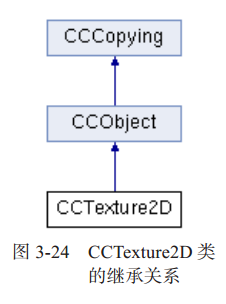 CCCopying
CCObject
CCTexture2D
图 3-24 CCTexture2D 类
的继承关系